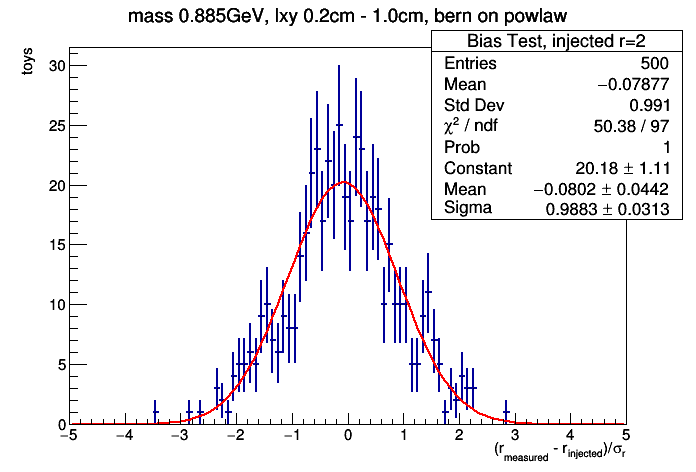 mass 0.885GeV, lxy 0.2cm - 1.0cm, bern on powlaw
Bias Test, injected r=2
Entries 500
Mean −0.07877
Std Dev 0.991
χ² / ndf 50.38 / 97
Prob 1
Constant 20.18 ± 1.11
Mean −0.0802 ± 0.0442
Sigma 0.9883 ± 0.0313
toys
30
25
20
15
10
5
0
−5 −4 −3 −2 −1 0 1 2 3 4 5
(r_measured - r_injected)/σ_r